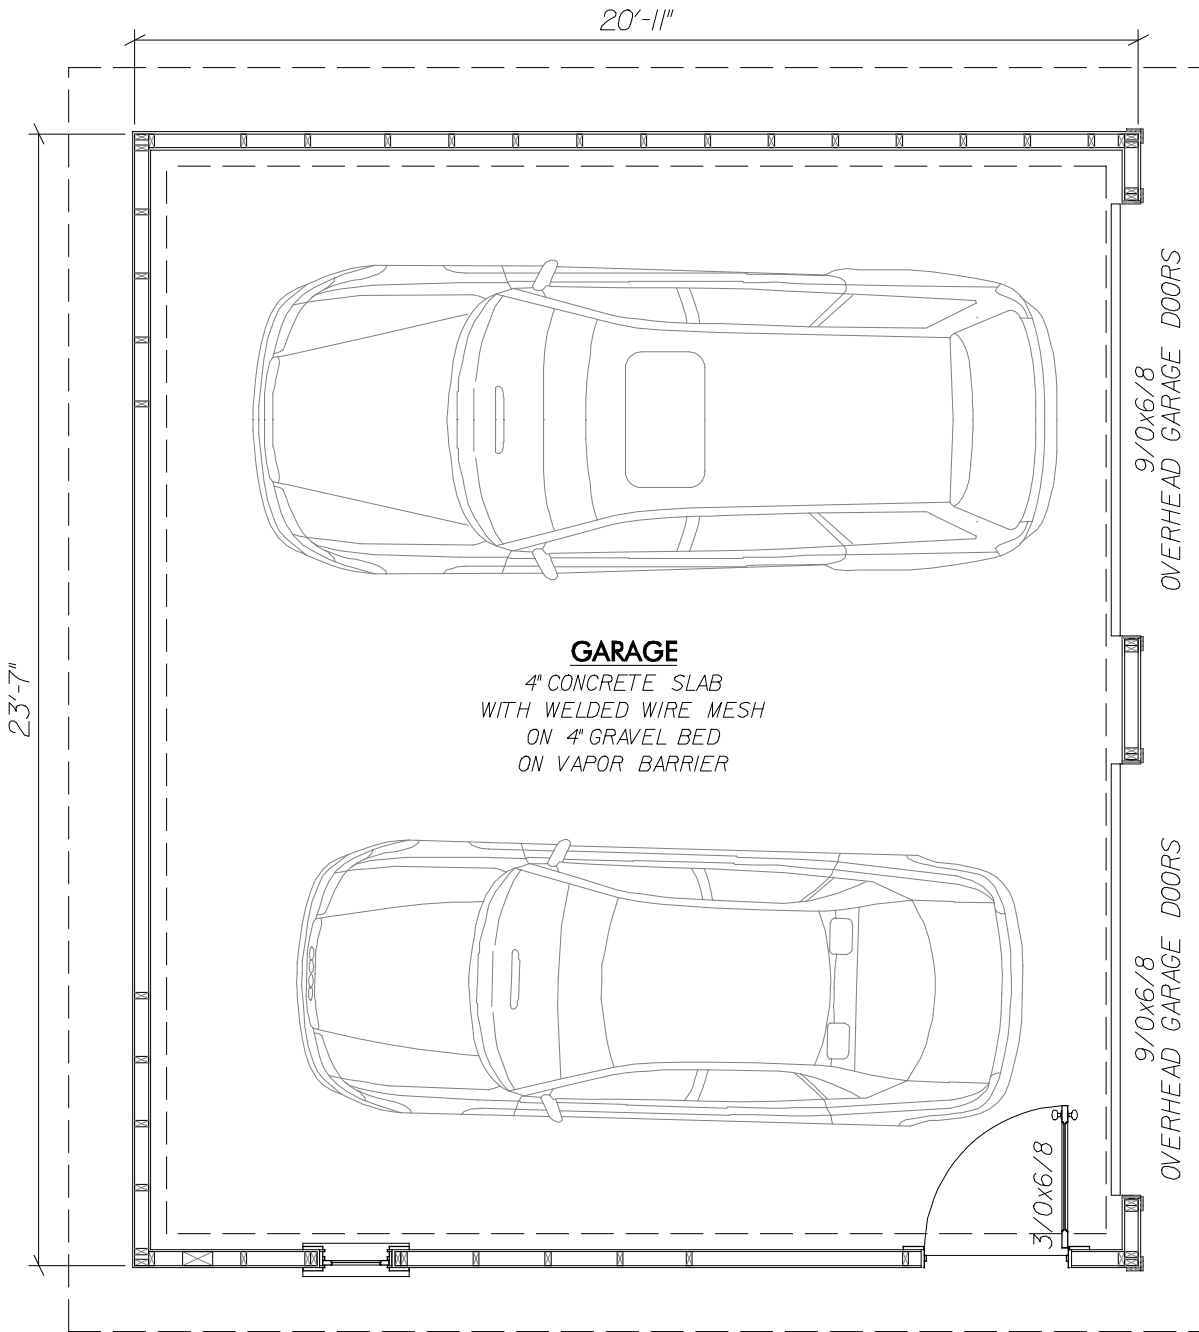 20'-11"
23'-7"
9/0x6/8
OVERHEAD GARAGE DOORS
GARAGE
4" CONCRETE SLAB
WITH WELDED WIRE MESH
ON 4" GRAVEL BED
ON VAPOR BARRIER
9/0x6/8
OVERHEAD GARAGE DOORS
3/0x6/8